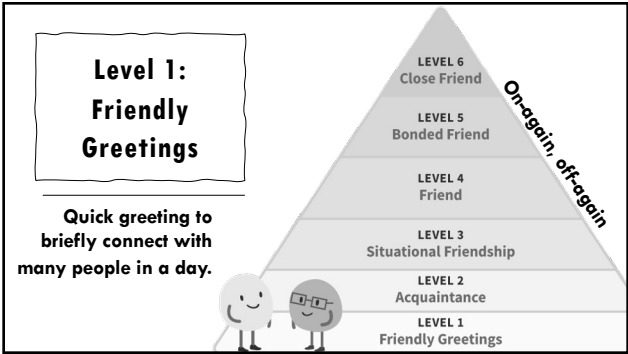 Level 1:
Friendly
Greetings
Quick greeting to
briefly connect with
many people in a day.
LEVEL 6
Close Friend
LEVEL 5
Bonded Friend
LEVEL 4
Friend
LEVEL 3
Situational Friendship
LEVEL 2
Acquaintance
LEVEL 1
Friendly Greetings
On-again, off-again